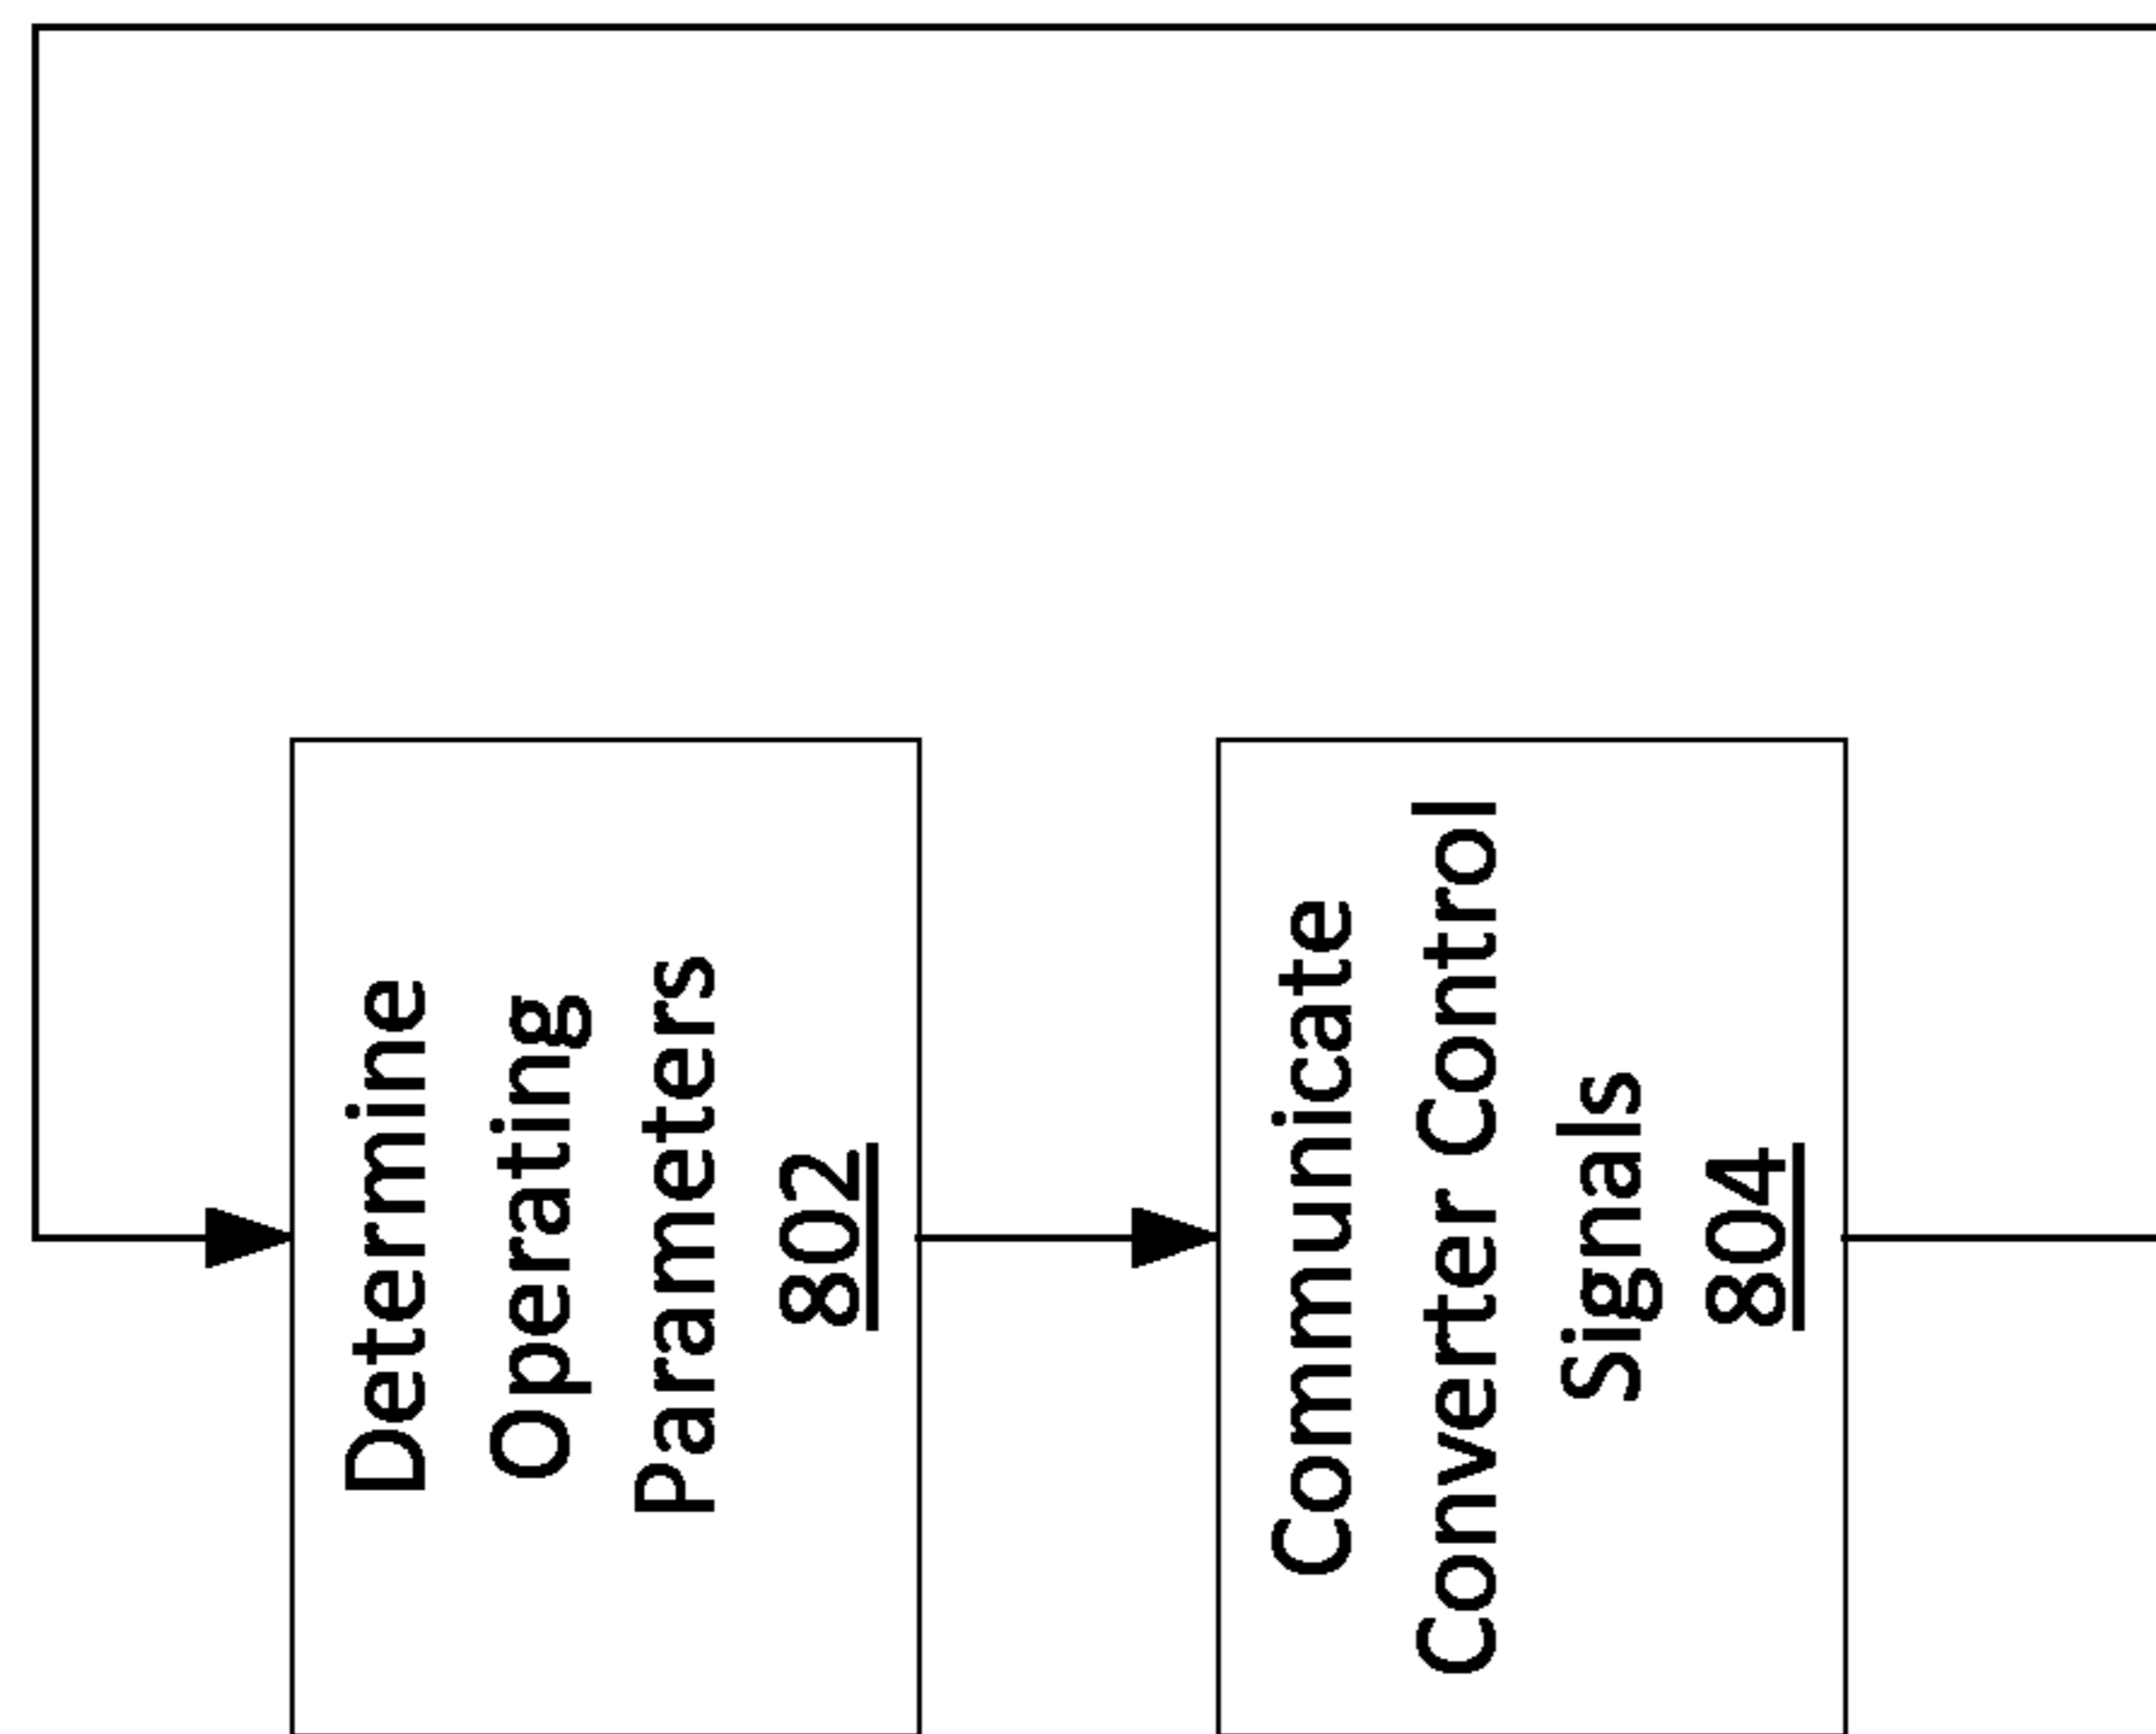 Determine
Operating
Parameters
802
Communicate
Converter Control
Signals
804